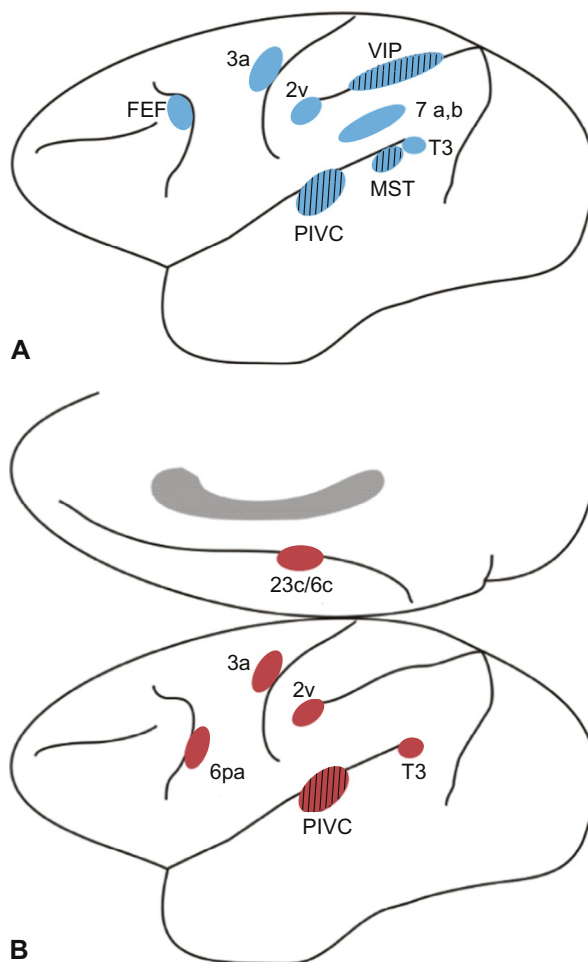 3a
VIP
2v
FEF
7 a,b
T3
MST
PIVC
A
23c/6c
3a
2v
6pa
T3
PIVC
B